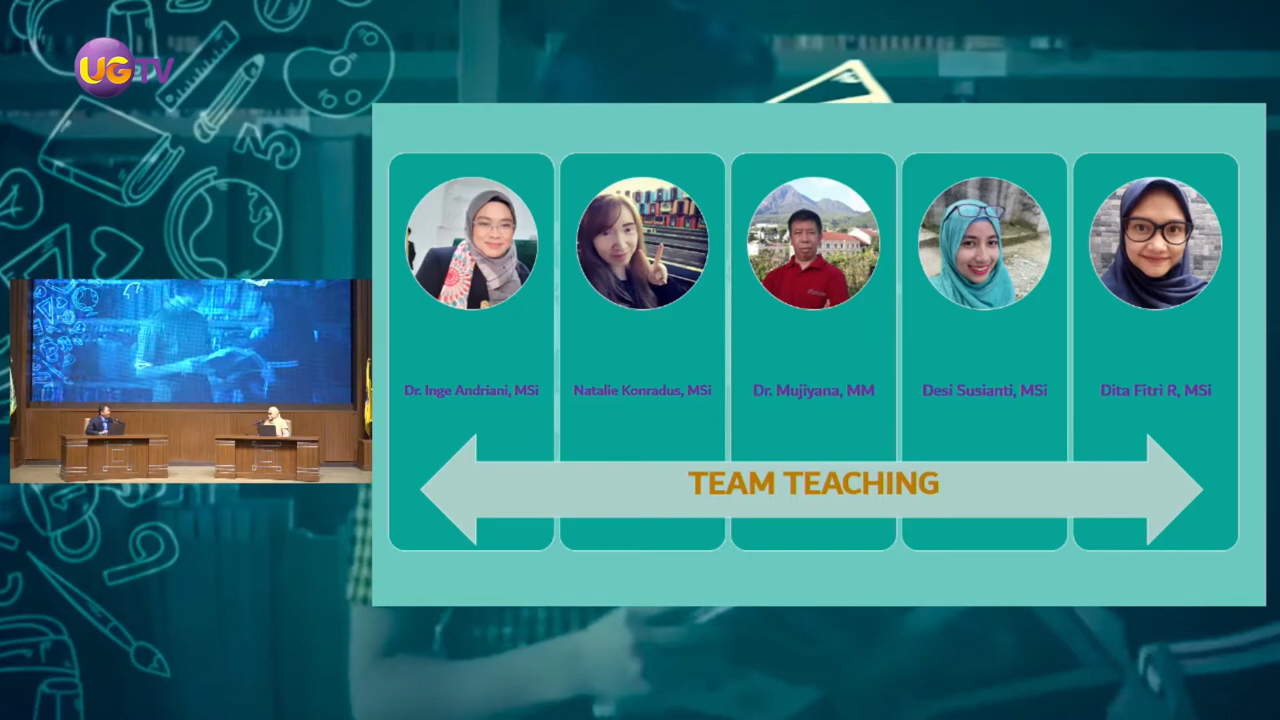 UGTV
Dr. Inge Andriani, MSi
Natalie Konradus, MSi
Dr. Mujiyana, MM
Desi Susianti, MSi
Dita Fitri R, MSi
TEAM TEACHING